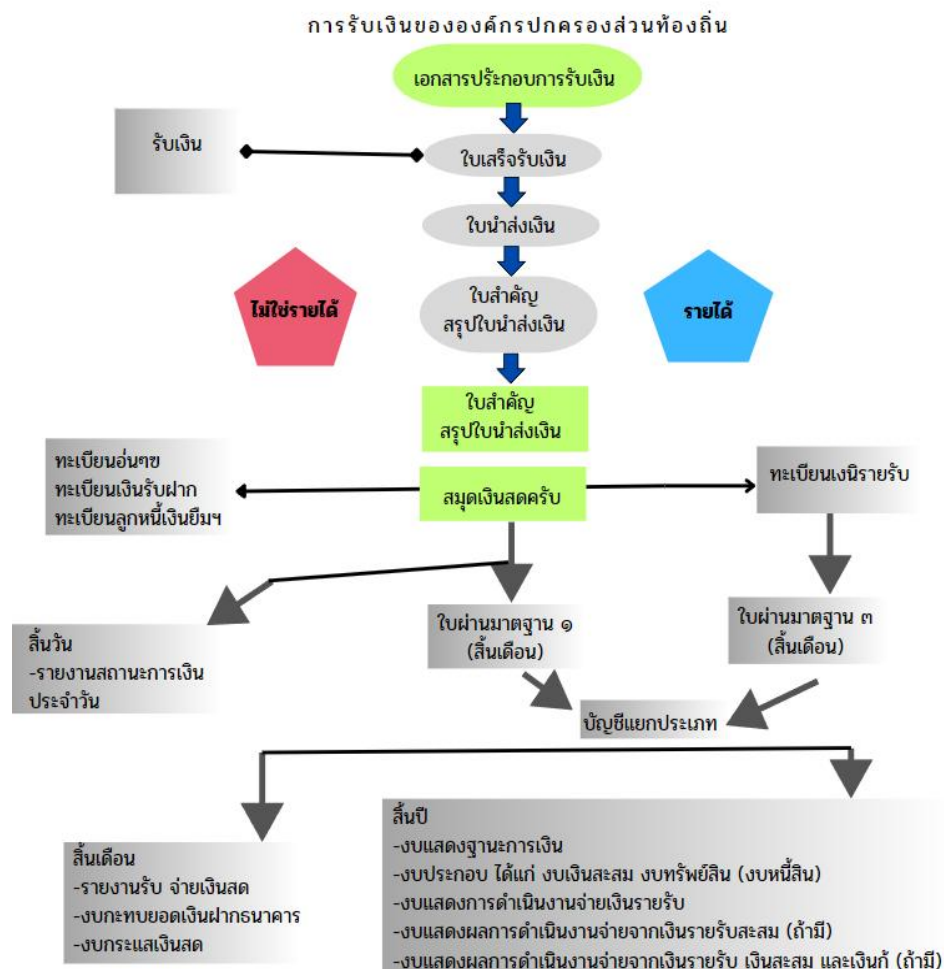 การรับเงินขององค์กรปกครองส่วนท้องถิ่น
เอกสารประกอบการรับเงิน
รับเงิน
ใบเสร็จรับเงิน
ใบนำส่งเงิน
ไม่ใช่รายได้
ใบสำคัญ
สรุปใบนำส่งเงิน
รายได้
ใบสำคัญ
สรุปใบนำส่งเงิน
ทะเบียนอ่นๆฃ
ทะเบียนเงินรับฝาก
ทะเบียนลูกหนี้เงินยืมฯ
สมุดเงินสดครับ
ทะเบียนเงนิรายรับ
สิ้นวัน
-รายงานสถานะการเงิน
ประจำวัน
ใบผ่านมาตฐาน ๑
(สิ้นเดือน)
ใบผ่านมาตฐาน ๓
(สิ้นเดือน)
บัญชีแยกประเภท
สิ้นเดือน
-รายงานรับ จ่ายเงินสด
-งบกะทบยอดเงินฝากธนาคาร
-งบกระแสเงินสด
สิ้นปี
-งบแสดงฐานะการเงิน
-งบประกอบ ได้แก่ งบเงินสะสม งบทรัพย์สิน (งบหนี้สิน)
-งบแสดงการดำเนินงานจ่ายเงินรายรับ
-งบแสดงผลการดำเนินงานจ่ายจากเงินรายรับสะสม (ถ้ามี)
-งบแสดงผลการดำเนินงานจ่ายจากเงินรายรับ เงินสะสม และเงินกู้ (ถ้ามี)